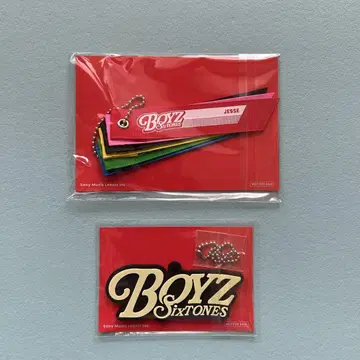 JESSE
BOYZ
SixTONES
Sony Music Labels Inc.
BOYZ
SixTONES
Sony Music Labels Inc.